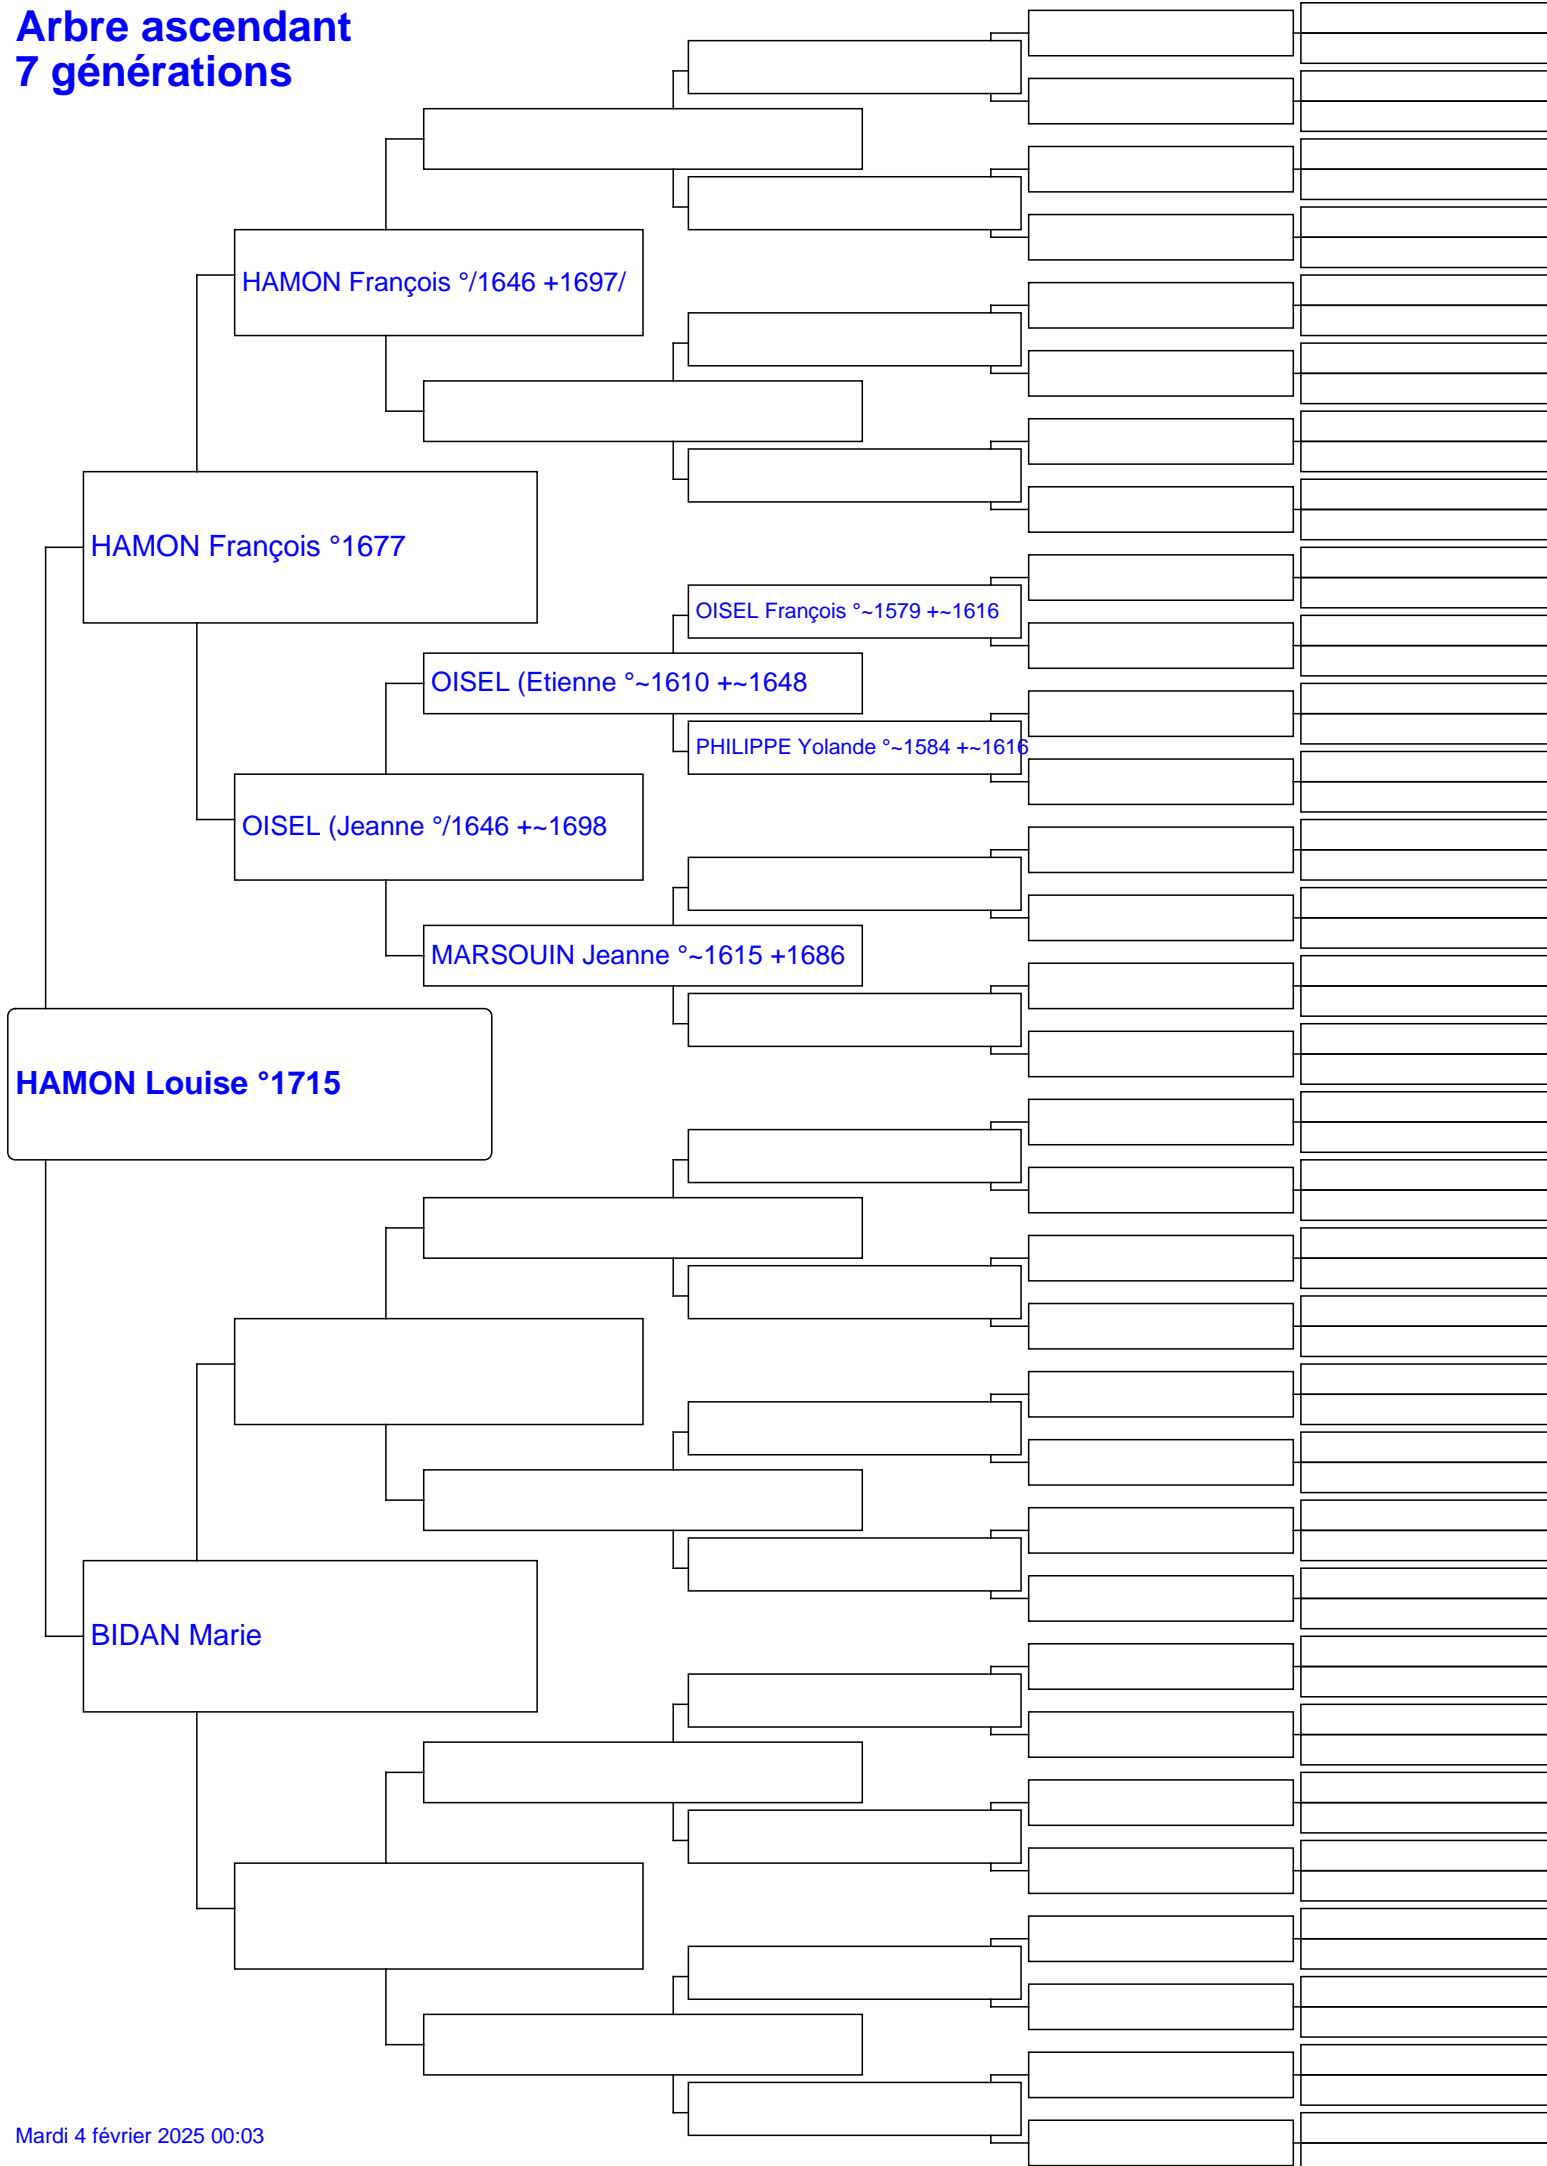 Arbre ascendant
7 générations
HAMON François °/1646 +1697/
HAMON François °1677
OISEL François °~1579 +~1616
OISEL (Etienne °~1610 +~1648
PHILIPPE Yolande °~1584 +~1616
OISEL (Jeanne °/1646 +~1698
MARSOUIN Jeanne °~1615 +1686
HAMON Louise °1715
BIDAN Marie
Mardi 4 février 2025 00:03